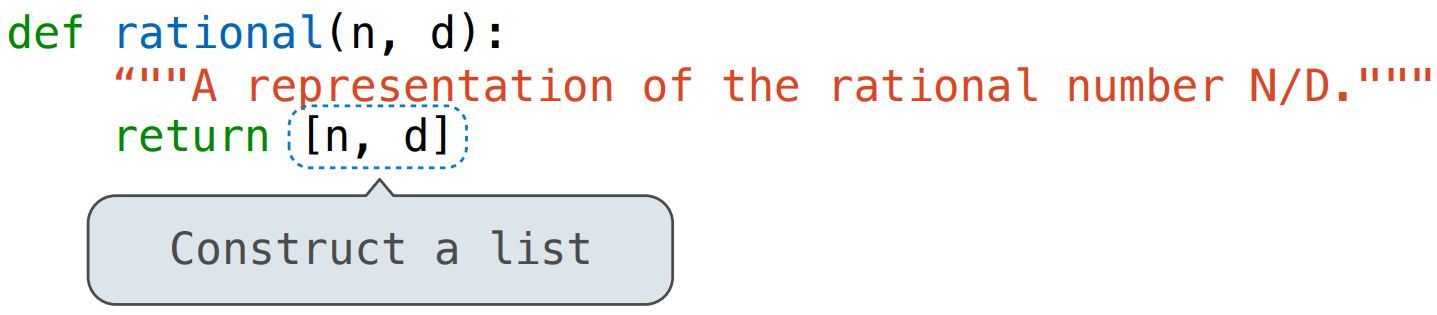 def rational(n, d):
“""A representation of the rational number N/D."""
return [n, d]
Construct a list